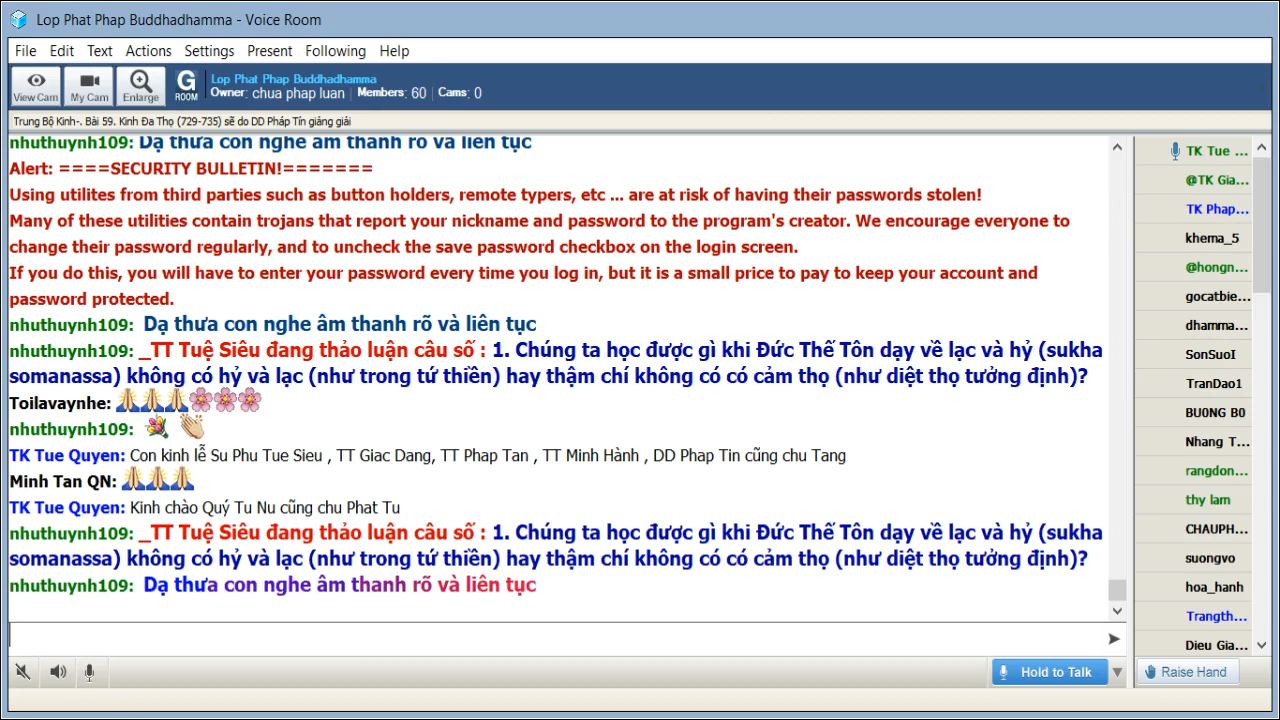 Lop Phat Phap Buddhadhamma - Voice Room
File Edit Text Actions Settings Present Following Help
View Cam My Cam Enlarge G ROOM
Lop Phat Phap Buddhadhamma
Owner: chua phap luan Members: 60 Cams: 0
Trung Bộ Kinh-. Bài 59. Kinh Đa Thọ (729-735) sẽ do DD Pháp Tín giảng giải
nhuthuynh109: Dạ thưa con nghe âm thanh rõ và liên tục
Alert: ====SECURITY BULLETIN!=======
Using utilites from third parties such as button holders, remote typers, etc ... are at risk of having their passwords stolen!
Many of these utilities contain trojans that report your nickname and password to the program's creator. We encourage everyone to
change their password regularly, and to uncheck the save password checkbox on the login screen.
If you do this, you will have to enter your password every time you log in, but it is a small price to pay to keep your account and
password protected.
nhuthuynh109: Dạ thưa con nghe âm thanh rõ và liên tục
nhuthuynh109: _TT Tuệ Siêu đang thảo luận câu số : 1. Chúng ta học được gì khi Đức Thế Tôn dạy về lạc và hỷ (sukha
somanassa) không có hỷ và lạc (như trong tứ thiền) hay thậm chí không có có cảm thọ (như diệt thọ tưởng định)?
Toilavaynhe:
nhuthuynh109:
TK Tue Quyen: Con kinh lễ Su Phu Tue Sieu , TT Giac Dang, TT Phap Tan , TT Minh Hành , DD Phap Tin cũng chu Tang
Minh Tan QN:
TK Tue Quyen: Kinh chào Quý Tu Nu cũng chu Phat Tu
nhuthuynh109: _TT Tuệ Siêu đang thảo luận câu số : 1. Chúng ta học được gì khi Đức Thế Tôn dạy về lạc và hỷ (sukha
somanassa) không có hỷ và lạc (như trong tứ thiền) hay thậm chí không có có cảm thọ (như diệt thọ tưởng định)?
nhuthuynh109: Dạ thưa con nghe âm thanh rõ và liên tục
TK Tue ...
@TK Gia...
TK Phap...
khema_5
@hongn...
gocatbie...
dhamma...
SonSuoI
TranDao1
BU0NG B0
Nhang T...
rangdon...
thy lam
CHAUPH...
suongvo
hoa_hanh
Trangth...
Dieu Gia...
Hold to Talk
Raise Hand